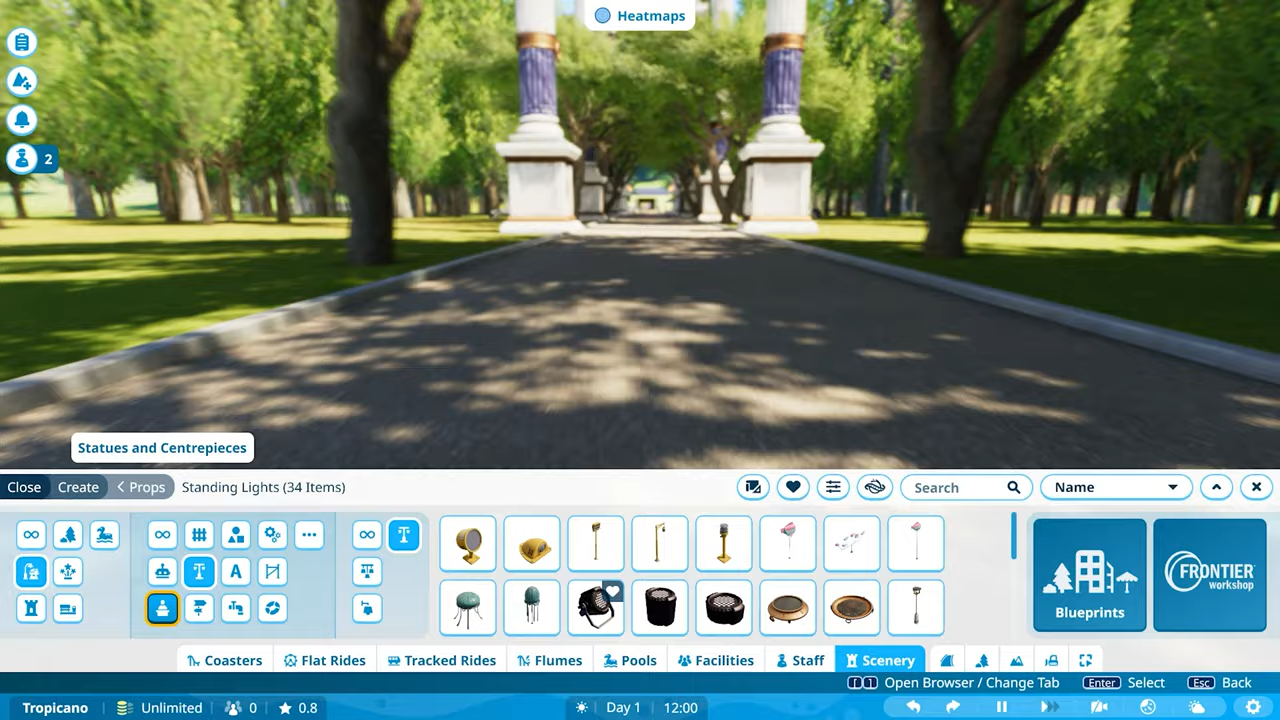 Heatmaps
2
Statues and Centrepieces
Close
Create
Props
Standing Lights (34 Items)
Search
Name
A
Blueprints
FRONTIER
workshop
Coasters
Flat Rides
Tracked Rides
Flumes
Pools
Facilities
Staff
Scenery
[ ] Open Browser / Change Tab
Enter Select
Esc Back
Tropicano
Unlimited
0
0.8
Day 1
12:00